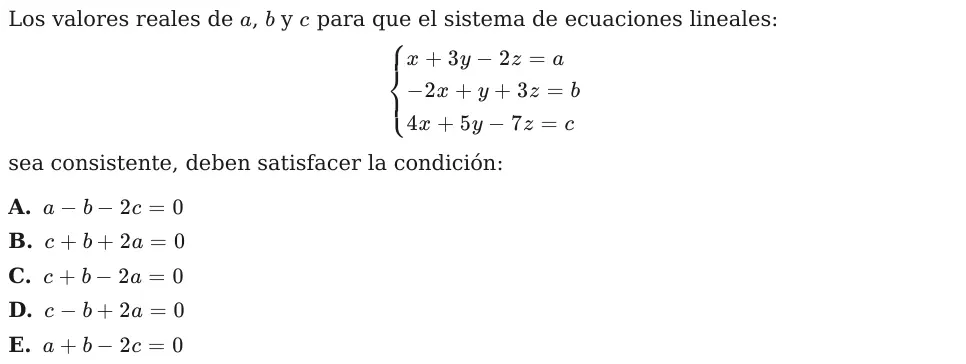 Los valores reales de a, b y c para que el sistema de ecuaciones lineales:
x + 3y − 2z = a
−2x + y + 3z = b
4x + 5y − 7z = c
sea consistente, deben satisfacer la condición:
A. a − b − 2c = 0
B. c + b + 2a = 0
C. c + b − 2a = 0
D. c − b + 2a = 0
E. a + b − 2c = 0